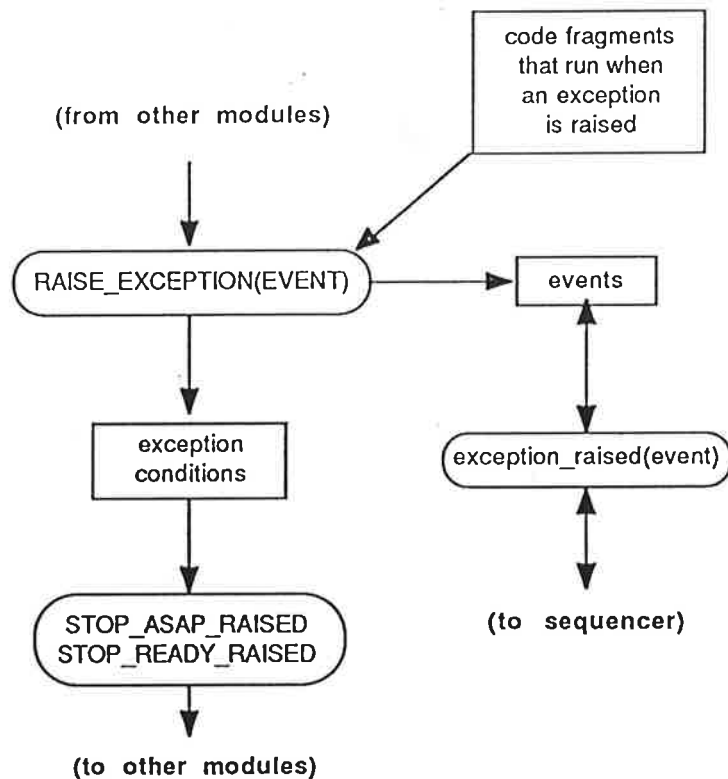 code fragments
that run when
an exception
is raised
(from other modules)
RAISE_EXCEPTION(EVENT)
events
exception
conditions
exception_raised(event)
STOP_ASAP_RAISED
STOP_READY_RAISED
(to sequencer)
(to other modules)